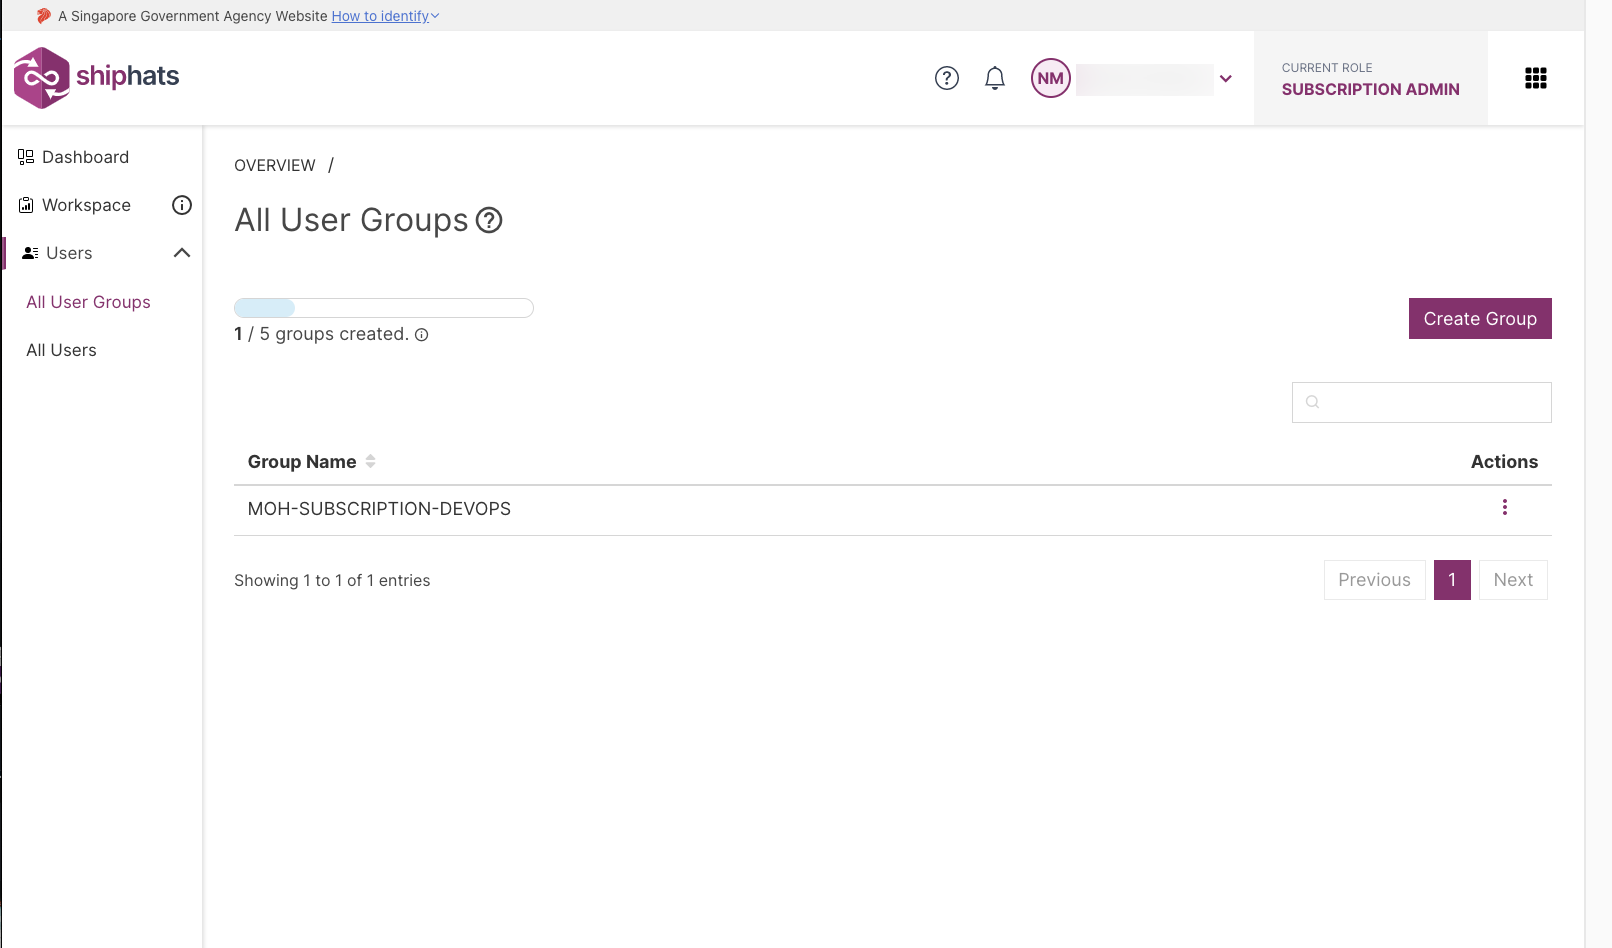 A Singapore Government Agency Website How to identify
shiphats
NM
CURRENT ROLE
SUBSCRIPTION ADMIN
Dashboard
Workspace
Users
All User Groups
All Users
OVERVIEW /
All User Groups
1 / 5 groups created.
Create Group
Group Name
Actions
MOH-SUBSCRIPTION-DEVOPS
Showing 1 to 1 of 1 entries
Previous 1 Next